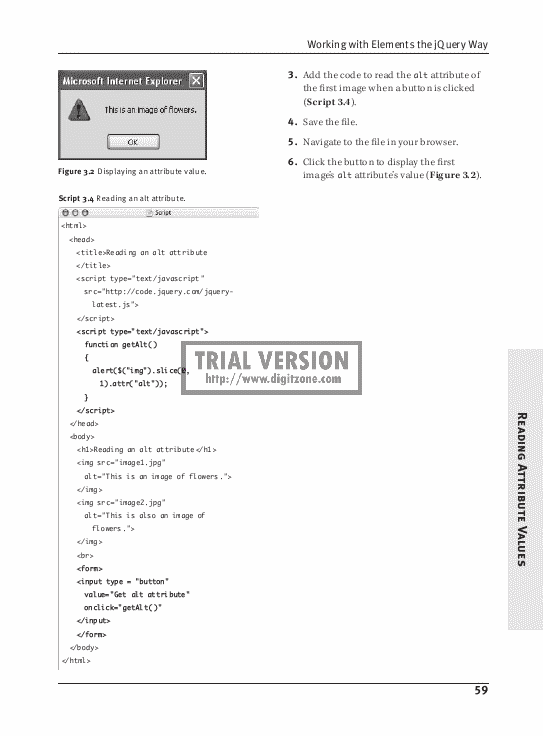 Working with Elements the jQuery Way
Microsoft Internet Explorer
This is an image of flowers.
OK
Figure 3.2 Displaying an attribute value.
Script 3.4 Reading an alt attribute.
Script
<html>
<head>
<title>Reading an alt attribute
</title>
<script type="text/javascript"
src="http://code.jquery.com/jquery-
latest.js">
</script>
<script type="text/javascript">
function getAlt()
{
alert($("img").slice(0,
1).attr("alt"));
}
</script>
</head>
<body>
<h1>Reading an alt attribute</h1>
<img src="image1.jpg"
alt="This is an image of flowers.">
</img>
<img src="image2.jpg"
alt="This is also an image of
flowers.">
</img>
<br>
<form>
<input type = "button"
value="Get alt attribute"
onclick="getAlt()"
</input>
</form>
</body>
</html>
3. Add the code to read the alt attribute of
the first image when a button is clicked
(Script 3.4).
4. Save the file.
5. Navigate to the file in your browser.
6. Click the button to display the first
image's alt attribute's value (Figure 3.2).
TRIAL VERSION
http://www.digitzone.com
Reading Attribute Values
59